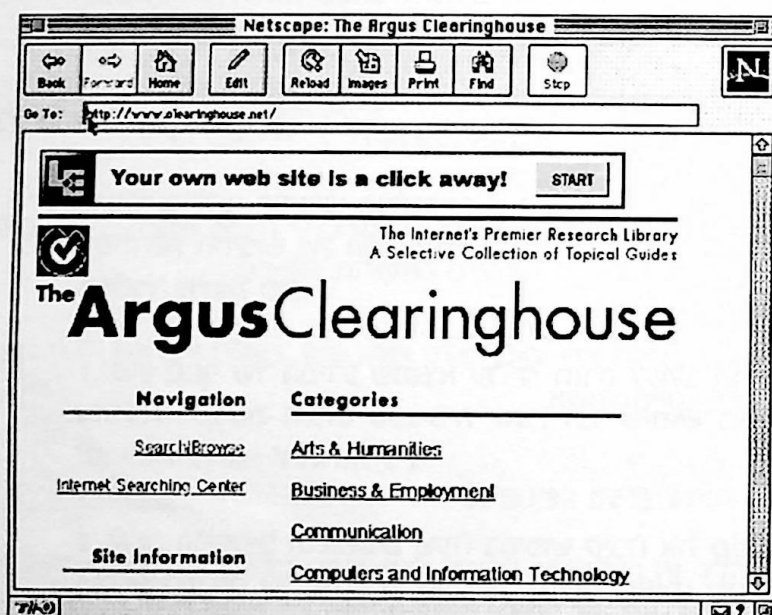 Netscape: The Argus Clearinghouse
Back Forward Home Edit Reload Images Print Find Stop
N
Go To: http://www.clearinghouse.net/
Your own web site is a click away! START
The Internet's Premier Research Library
A Selective Collection of Topical Guides
The Argus Clearinghouse
Navigation Categories
Search/Browse Arts & Humanities
Internet Searching Center Business & Employment
Communication
Site Information
Computers and Information Technology